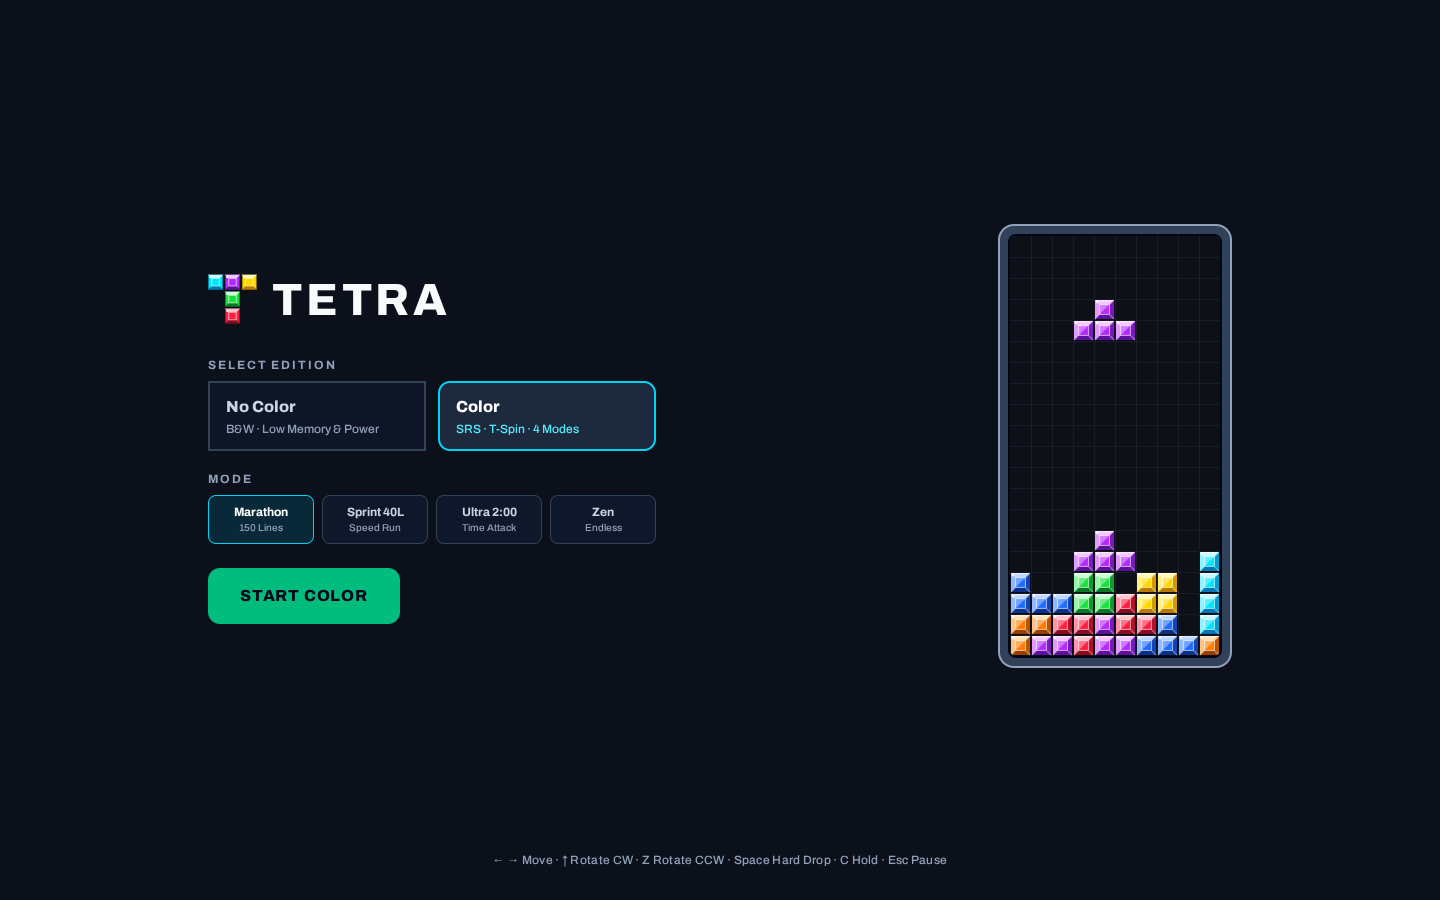 TETRA
SELECT EDITION
No Color
B&W · Low Memory & Power
Color
SRS · T-Spin · 4 Modes
MODE
Marathon
150 Lines
Sprint 40L
Speed Run
Ultra 2:00
Time Attack
Zen
Endless
START COLOR
← → Move · ↑ Rotate CW · Z Rotate CCW · Space Hard Drop · C Hold · Esc Pause